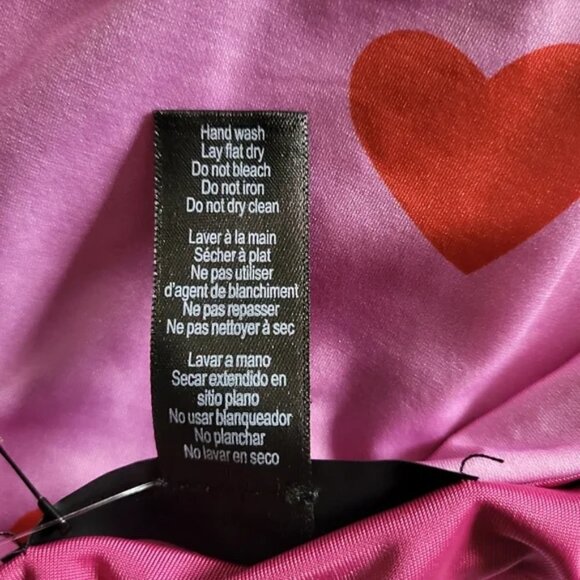 Hand wash
Lay flat dry
Do not bleach
Do not iron
Do not dry clean
Laver à la main
Sécher à plat
Ne pas utiliser
d'agent de blanchiment
Ne pas repasser
Ne pas nettoyer à sec
Lavar a mano
Secar extendido en
sitio plano
No usar blanqueador
No planchar
No lavar en seco